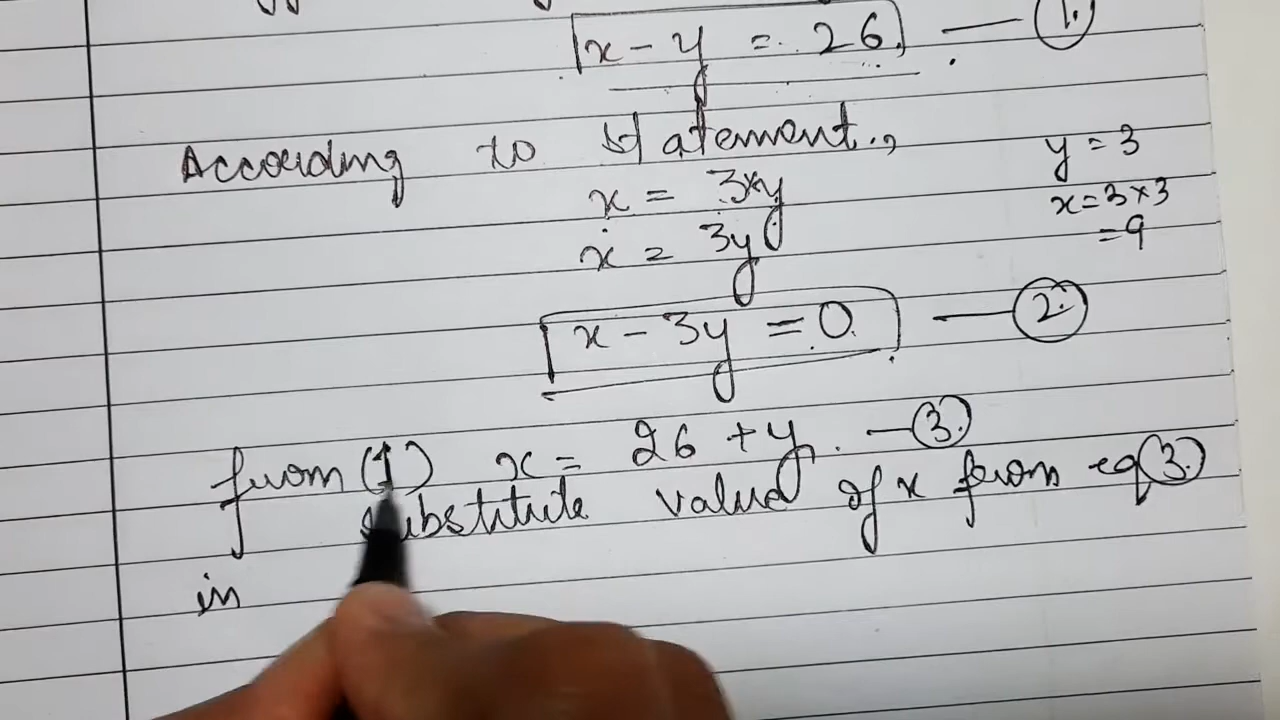 x - y = 26. — 1.
According to statement.,
x = 3×y
x = 3y
y = 3
x = 3×3
= 9
x - 3y = 0. — 2.
from (1) x = 26 + y. — 3.
substitute value of x from eq 3.
in